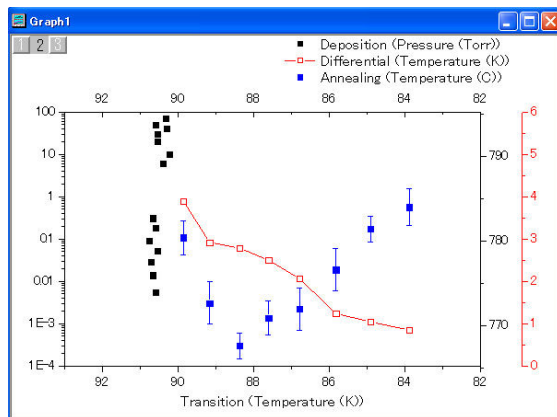 Graph1
1 2 3
Deposition (Pressure (Torr))
Differential (Temperature (K))
Annealing (Temperature (C))
92 90 88 86 84 82
100
10
1
0.1
0.01
1E-3
1E-4
790
780
770
6
5
4
3
2
1
0
92 90 88 86 84 82
Transition (Temperature (K))